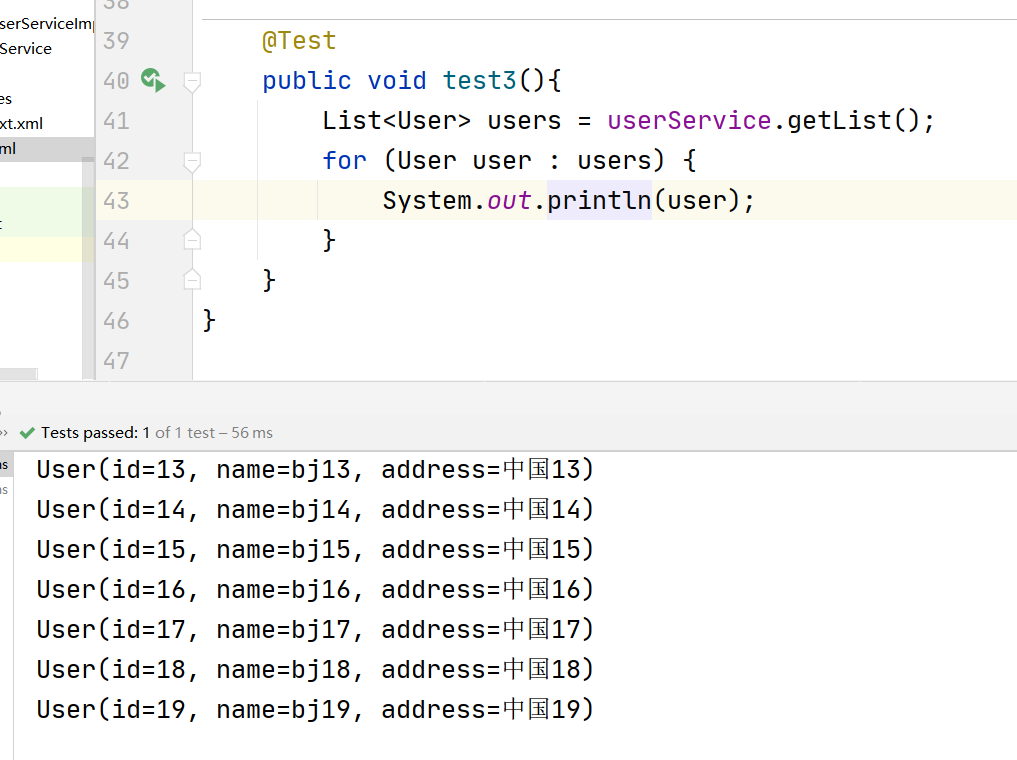 serServiceImp
Service
es
xt.xml
ml
t
38
39 @Test
40 public void test3(){
41 List<User> users = userService.getList();
42 for (User user : users) {
43 System.out.println(user);
44 }
45 }
46 }
47
Tests passed: 1 of 1 test – 56 ms
User(id=13, name=bj13, address=中国13)
User(id=14, name=bj14, address=中国14)
User(id=15, name=bj15, address=中国15)
User(id=16, name=bj16, address=中国16)
User(id=17, name=bj17, address=中国17)
User(id=18, name=bj18, address=中国18)
User(id=19, name=bj19, address=中国19)